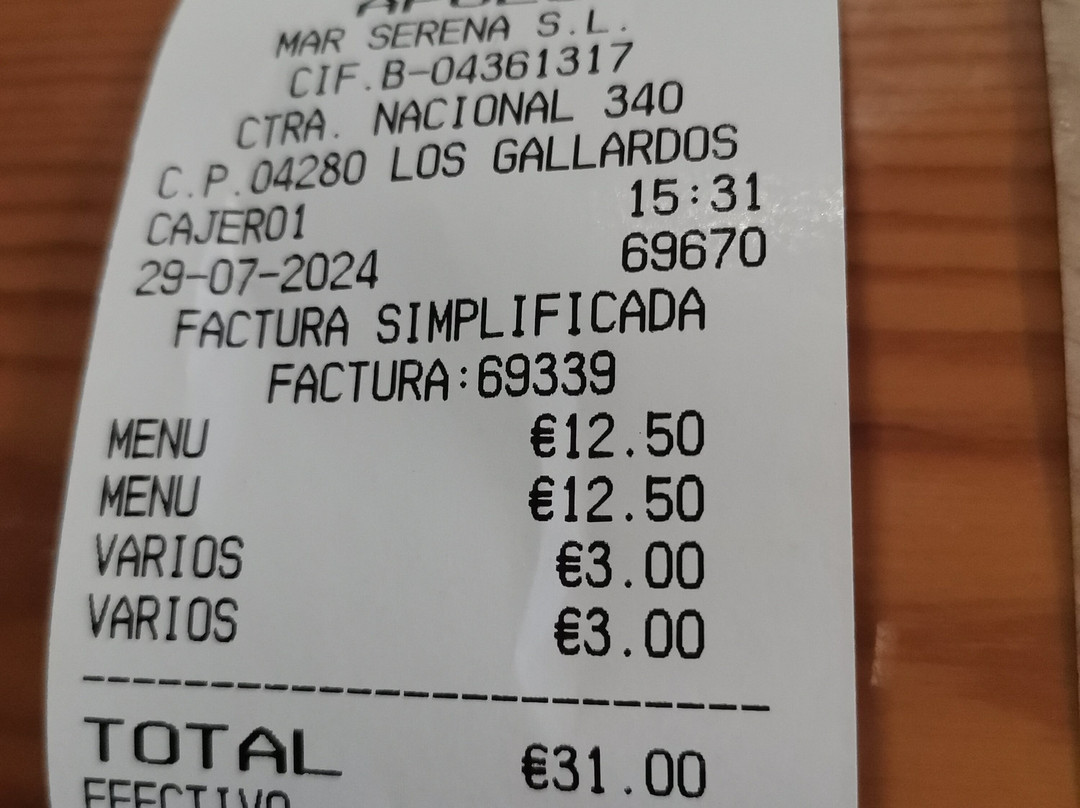 MAR SERENA S.L.
CIF.B-04361317
CTRA. NACIONAL 340
C.P.04280 LOS GALLARDOS
CAJERO1 15:31
29-07-2024 69670
FACTURA SIMPLIFICADA
FACTURA:69339
MENU €12.50
MENU €12.50
VARIOS €3.00
VARIOS €3.00
--------------------------
TOTAL €31.00
EFECTIVO